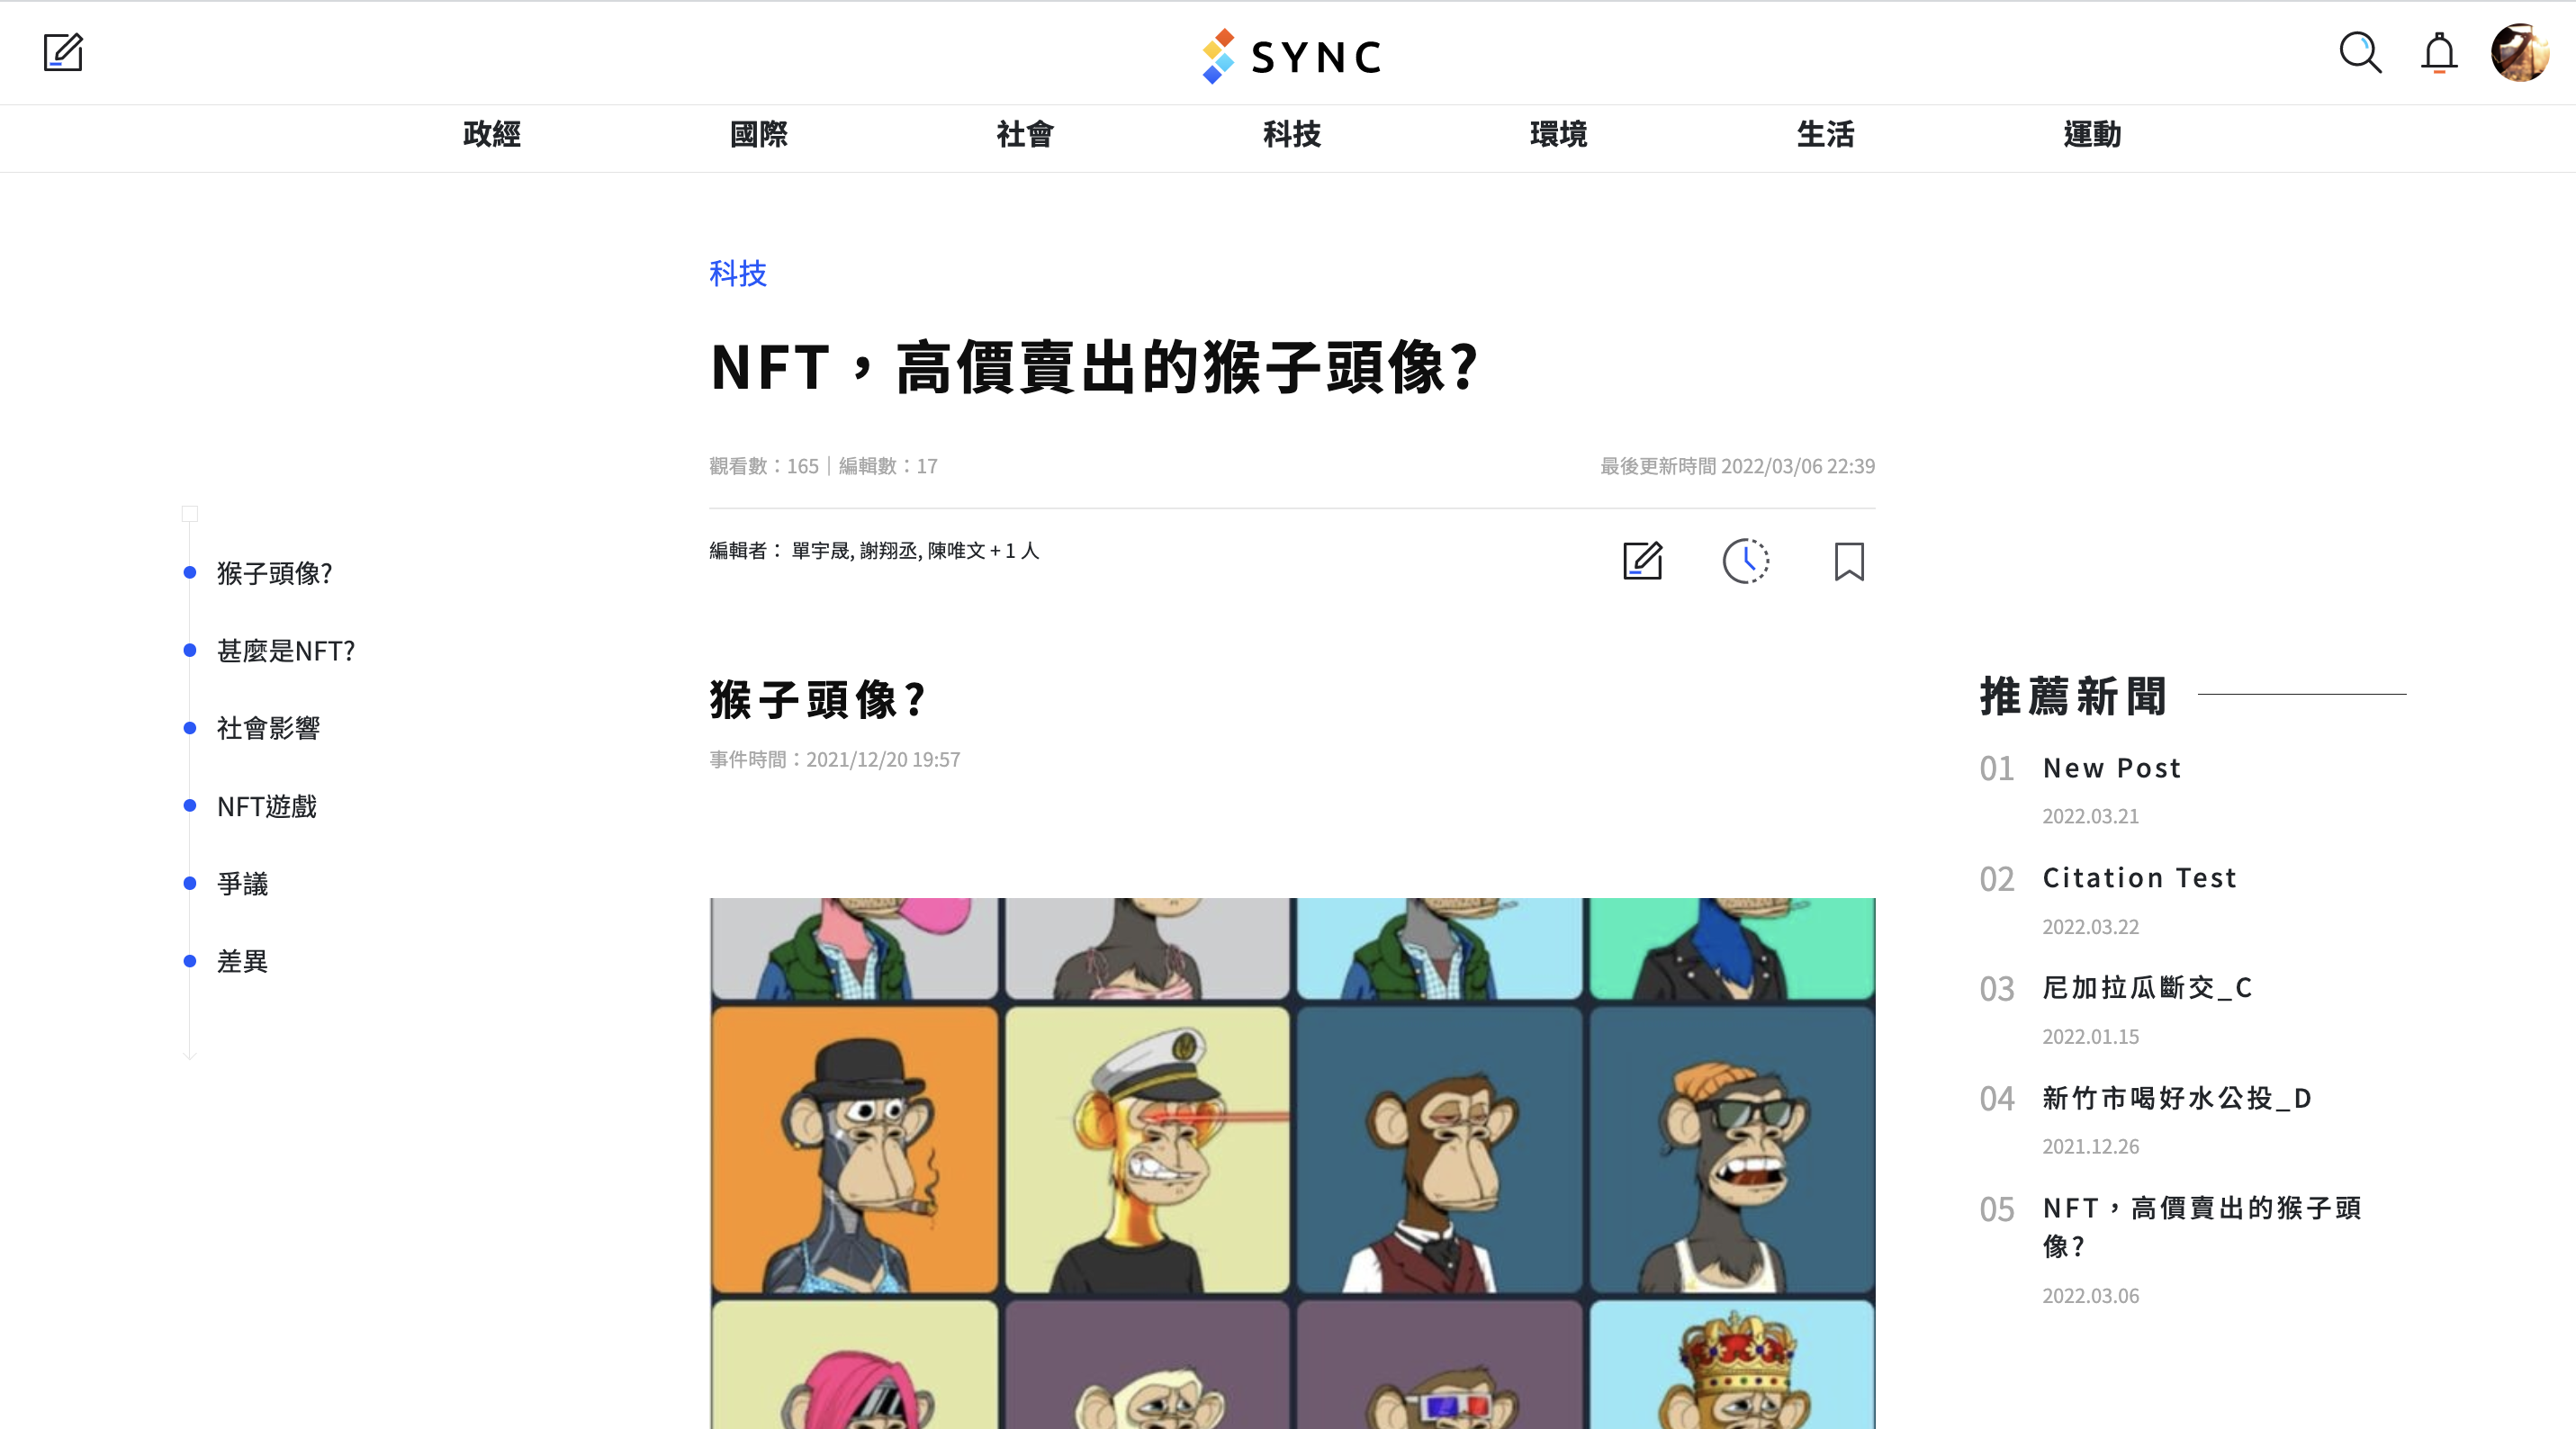 SYNC
政經
國際
社會
科技
環境
生活
運動
科技
NFT，高價賣出的猴子頭像?
觀看數：165｜編輯數：17
最後更新時間 2022/03/06 22:39
編輯者： 單宇晟, 謝翔丞, 陳唯文 + 1 人
猴子頭像?
甚麼是NFT?
社會影響
NFT遊戲
爭議
差異
猴子頭像?
事件時間：2021/12/20 19:57
推薦新聞
01 New Post
2022.03.21
02 Citation Test
2022.03.22
03 尼加拉瓜斷交_C
2022.01.15
04 新竹市喝好水公投_D
2021.12.26
05 NFT，高價賣出的猴子頭
像?
2022.03.06